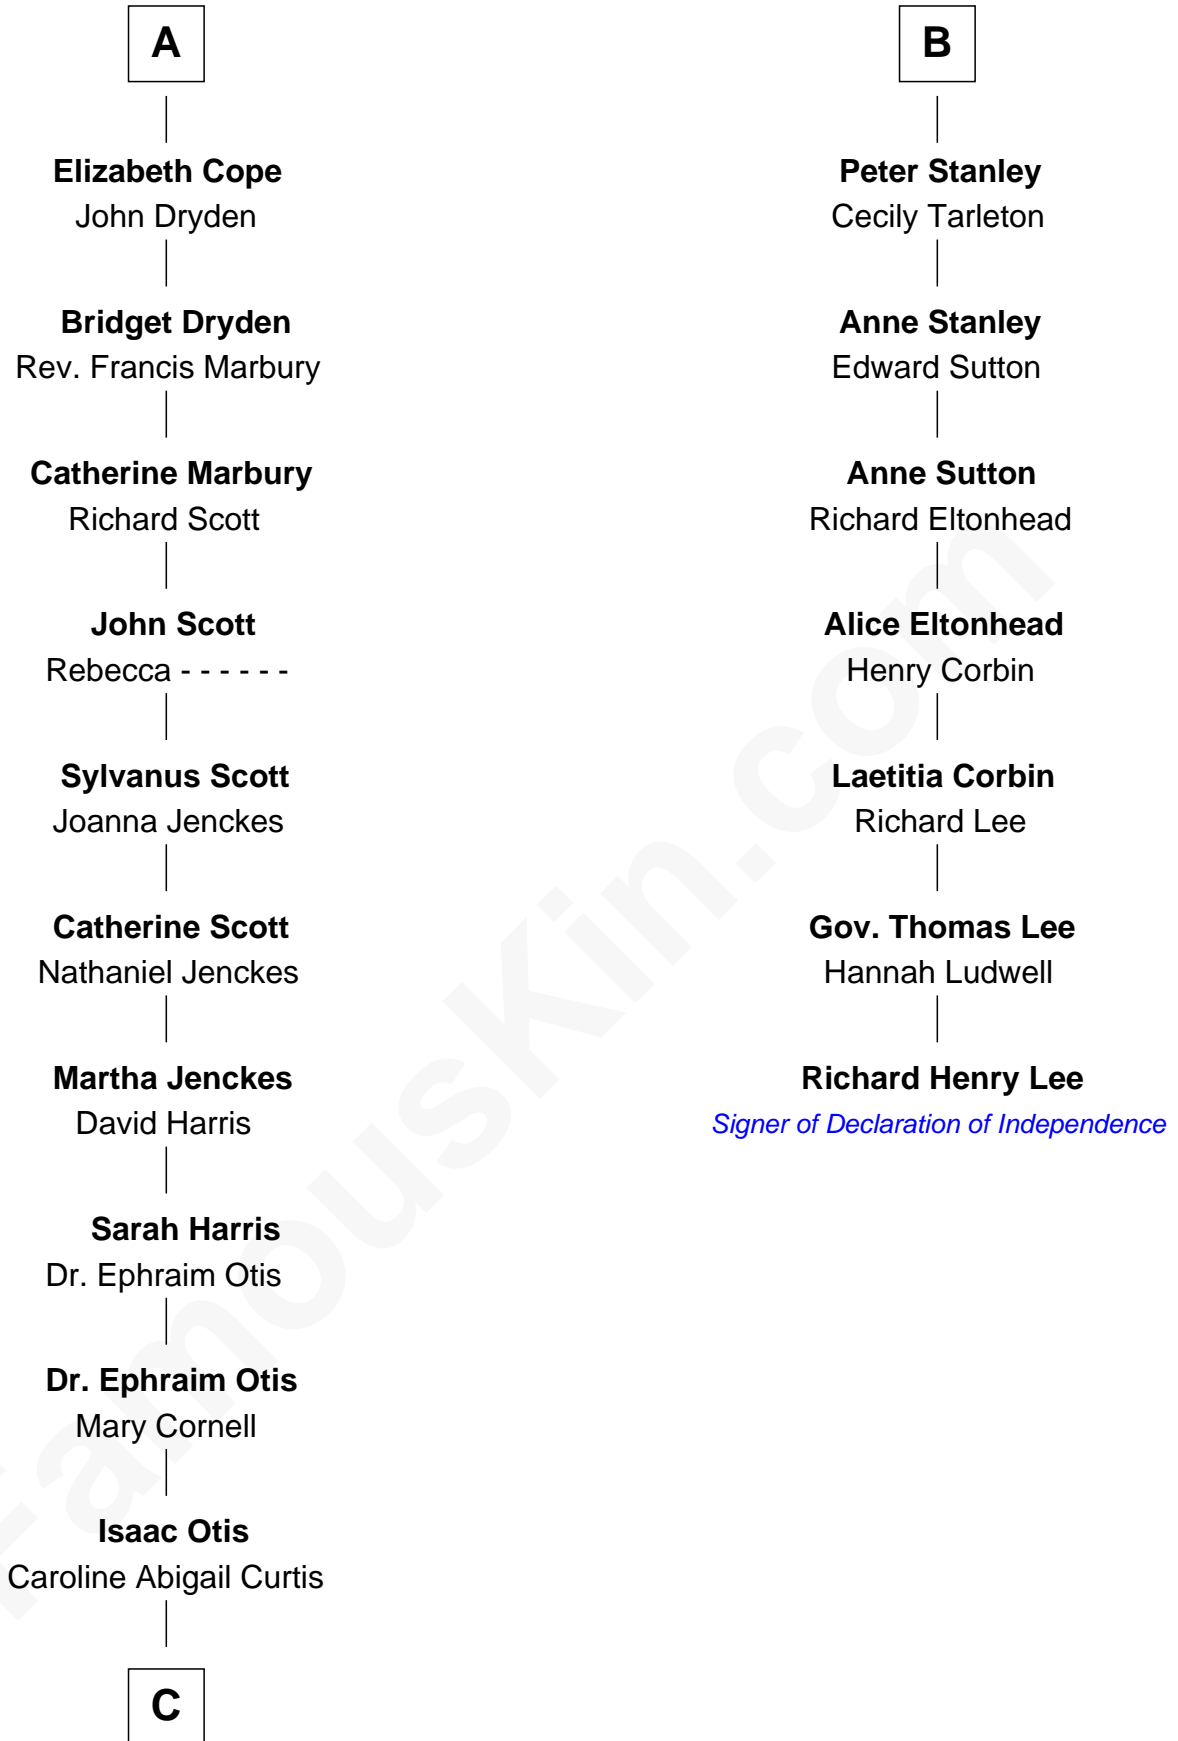 A
Elizabeth Cope
John Dryden
Bridget Dryden
Rev. Francis Marbury
Catherine Marbury
Richard Scott
John Scott
Rebecca - - - - - -
Sylvanus Scott
Joanna Jenckes
Catherine Scott
Nathaniel Jenckes
Martha Jenckes
David Harris
Sarah Harris
Dr. Ephraim Otis
Dr. Ephraim Otis
Mary Cornell
Isaac Otis
Caroline Abigail Curtis
C
B
Peter Stanley
Cecily Tarleton
Anne Stanley
Edward Sutton
Anne Sutton
Richard Eltonhead
Alice Eltonhead
Henry Corbin
Laetitia Corbin
Richard Lee
Gov. Thomas Lee
Hannah Ludwell
Richard Henry Lee
Signer of Declaration of Independence
FamousKin.com